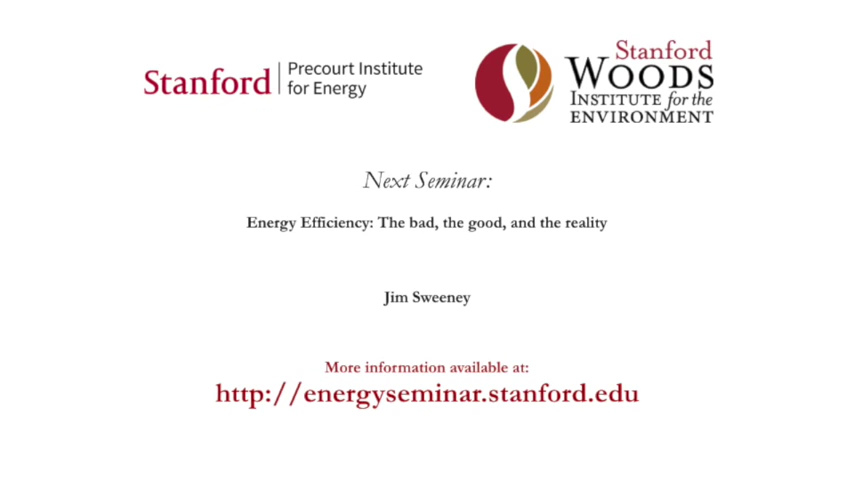 Stanford
Precourt Institute
for Energy
Stanford
WOODS
INSTITUTE for the
ENVIRONMENT
Next Seminar:
Energy Efficiency: The bad, the good, and the reality
Jim Sweeney
More information available at:
http://energyseminar.stanford.edu